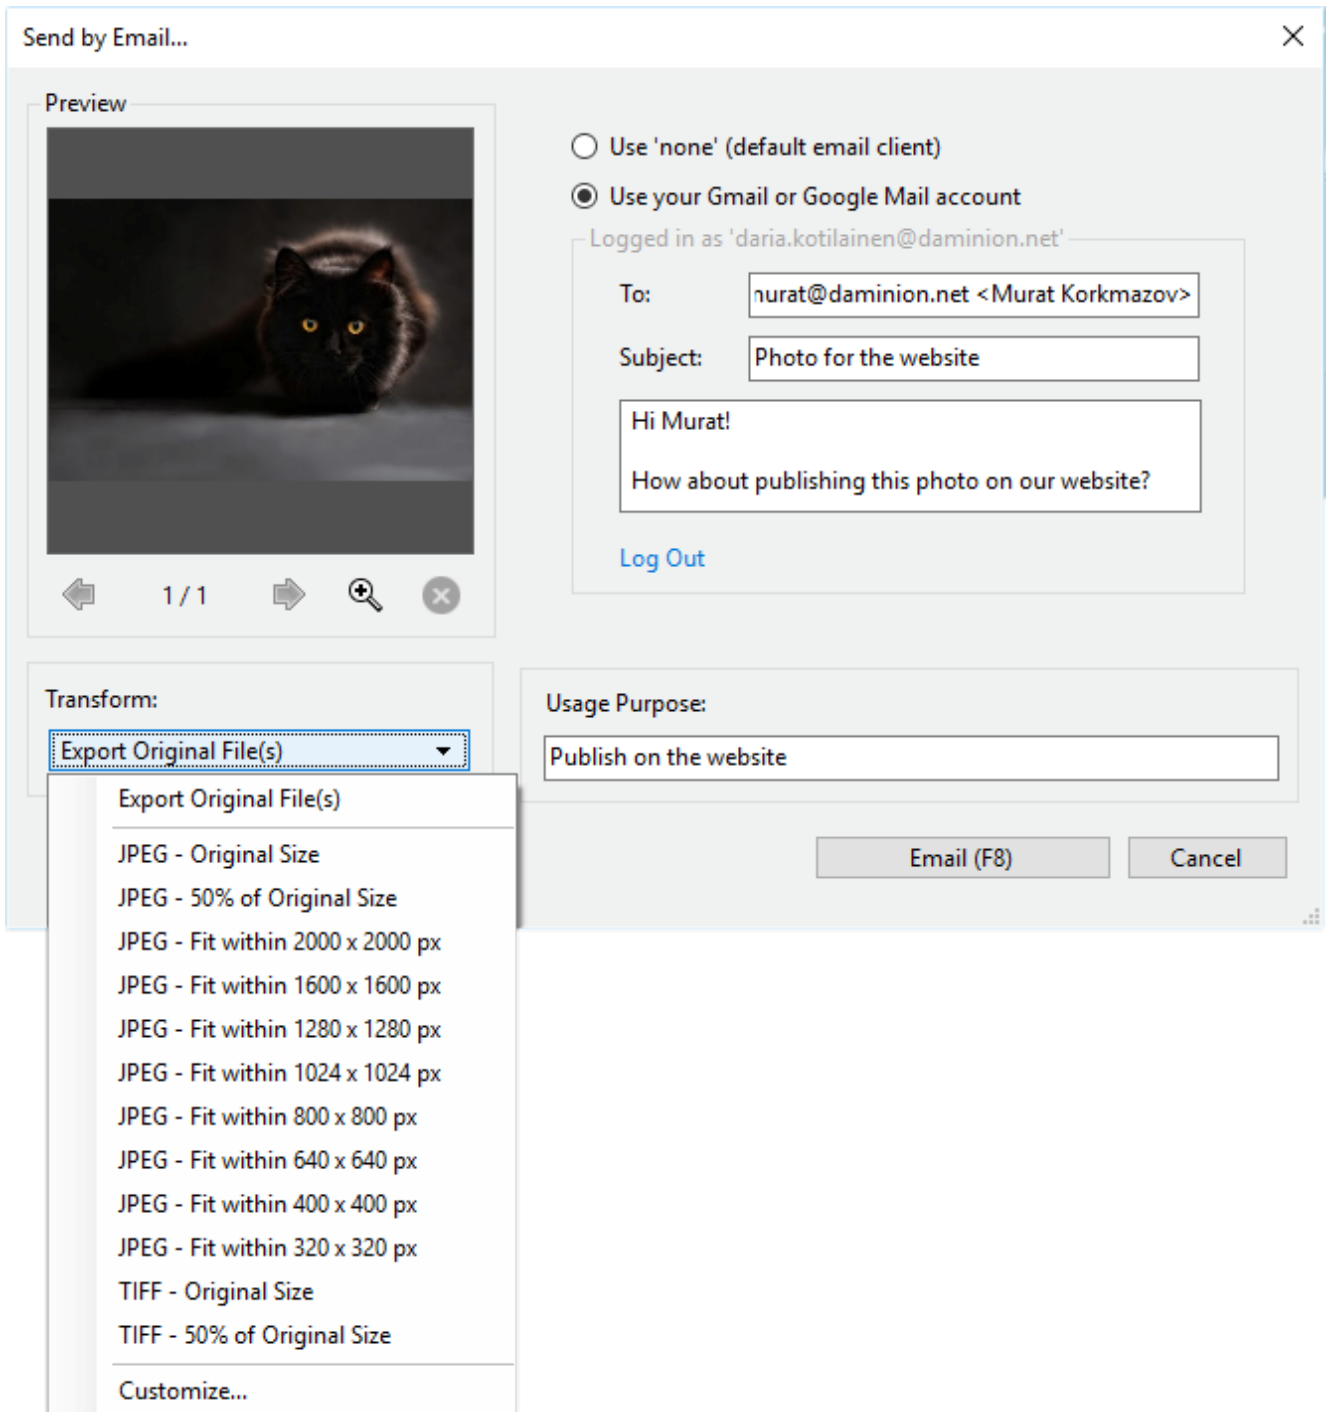 Send by Email...
Preview
1 / 1
Use 'none' (default email client)
Use your Gmail or Google Mail account
Logged in as 'daria.kotilainen@daminion.net'
To:
<Murat Korkmazov>
Subject:
Photo for the website
Hi Murat!
How about publishing this photo on our website?
Log Out
Transform:
Export Original File(s)
Export Original File(s)
JPEG - Original Size
JPEG - 50% of Original Size
JPEG - Fit within 2000 x 2000 px
JPEG - Fit within 1600 x 1600 px
JPEG - Fit within 1280 x 1280 px
JPEG - Fit within 1024 x 1024 px
JPEG - Fit within 800 x 800 px
JPEG - Fit within 640 x 640 px
JPEG - Fit within 400 x 400 px
JPEG - Fit within 320 x 320 px
TIFF - Original Size
TIFF - 50% of Original Size
Customize...
Usage Purpose:
Publish on the website
Email (F8)
Cancel